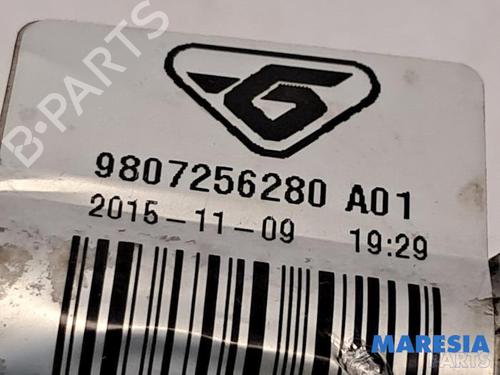 B-PARTS
G
9807256280 A01
2015-11-09 19:29
MARESIA
PARTS